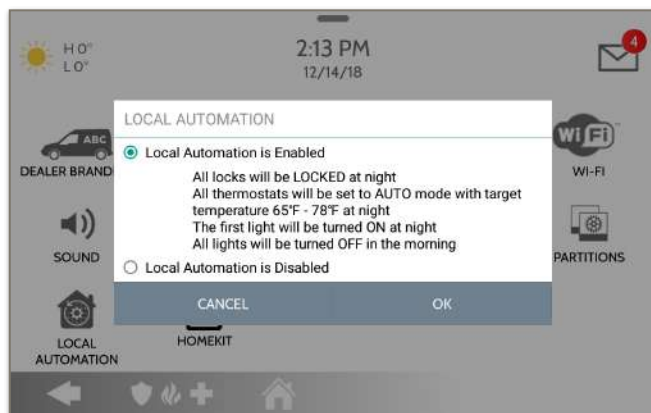 H 0°
L 0°
2:13 PM
12/14/18
4
LOCAL AUTOMATION
Local Automation is Enabled
All locks will be LOCKED at night
All thermostats will be set to AUTO mode with target
temperature 65°F - 78°F at night
The first light will be turned ON at night
All lights will be turned OFF in the morning
Local Automation is Disabled
CANCEL
OK
ABC
DEALER BRAND
Wi Fi
WI-FI
SOUND
PARTITIONS
LOCAL
AUTOMATION
HOMEKIT